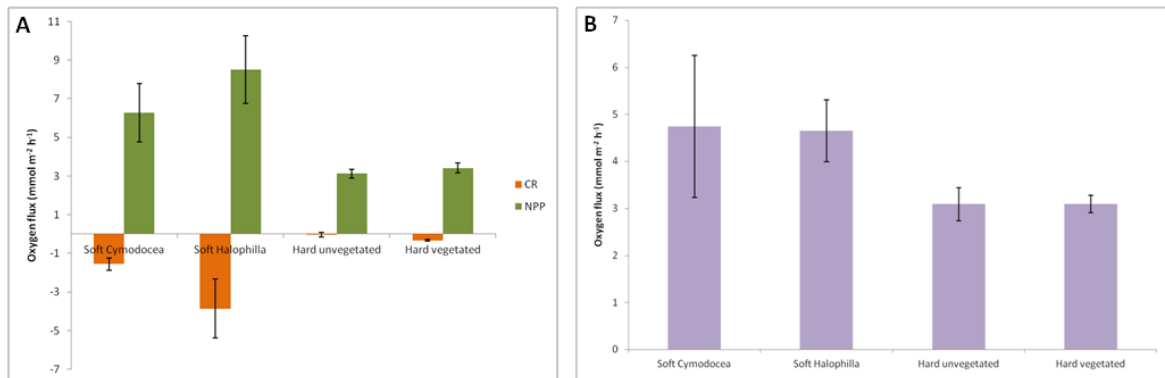 A
Oxygen flux (mmol m⁻² h⁻¹)
11
9
7
5
3
1
-1
-3
-5
-7
Soft Cymodocea
Soft Halophilla
Hard unvegetated
Hard vegetated
CR
NPP
B
Oxygen flux (mmol m⁻² h⁻¹)
7
6
5
4
3
2
1
0
Soft Cymodocea
Soft Halophilla
Hard unvegetated
Hard vegetated